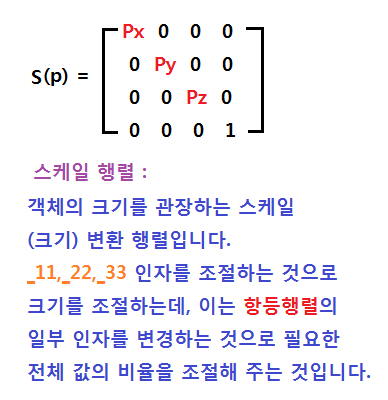 Px 0 0 0
S(p) = 0 Py 0 0
0 0 Pz 0
0 0 0 1
스케일 행렬 :
객체의 크기를 관장하는 스케일
(크기) 변환 행렬입니다.
_11,_22,_33 인자를 조절하는 것으로
크기를 조절하는데, 이는 항등행렬의
일부 인자를 변경하는 것으로 필요한
전체 값의 비율을 조절해 주는 것입니다.